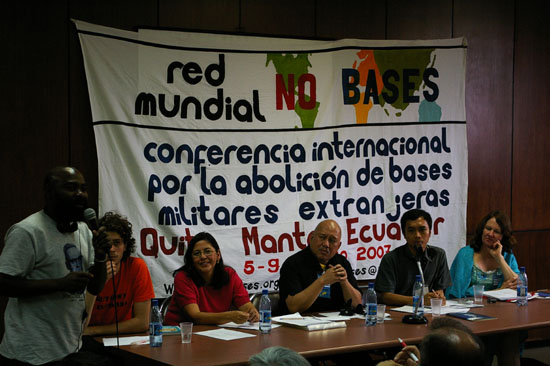 red
mundial NO BASES
conferencia internacional
por la abolición de bases
militares extranjeras
Quito Manta Ecuador
5-9 2007